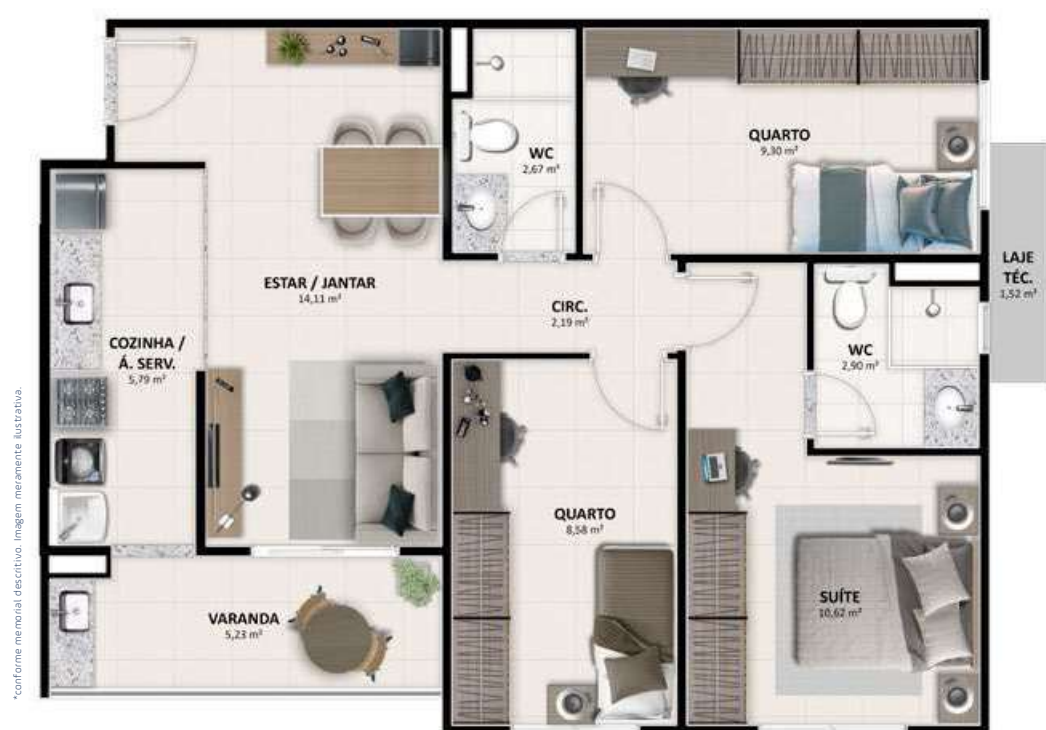 WC
2,67 m²
QUARTO
9,30 m²
LAJE
TÉC.
1,52 m²
ESTAR / JANTAR
14,11 m²
CIRC.
2,19 m²
COZINHA /
Á. SERV.
5,79 m²
WC
2,90 m²
QUARTO
8,58 m²
SUÍTE
10,62 m²
VARANDA
5,23 m²
*conforme memorial descritivo. Imagem meramente ilustrativa.